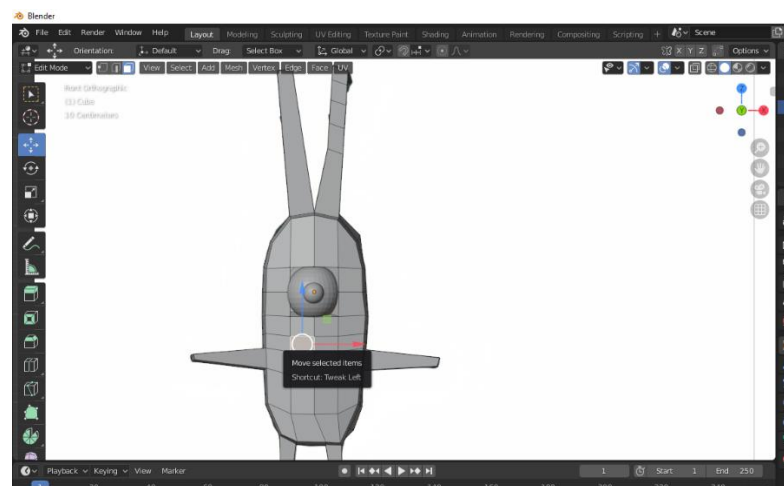 Blender
File Edit Render Window Help Layout Modeling Sculpting UV Editing Texture Paint Shading Animation Rendering Compositing Scripting + Scene
Orientation: Default Drag: Select Box Global X Y Z Options
Edit Mode View Select Add Mesh Vertex Edge Face UV
Front Orthographic
(1) Cube
10 Centimeters
Move selected items
Shortcut: Tweak Left
Playback Keying View Marker 1 Start 1 End 250